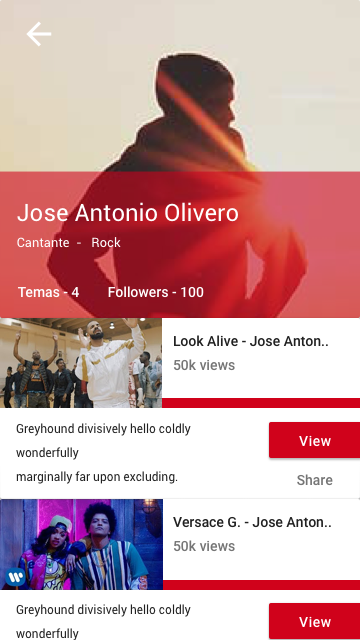 Jose Antonio Olivero
Cantante - Rock
Temas - 4 Followers - 100
Look Alive - Jose Anton..
50k views
Greyhound divisively hello coldly
wonderfully
marginally far upon excluding.
View
Share
Versace G. - Jose Anton..
50k views
Greyhound divisively hello coldly
wonderfully
View